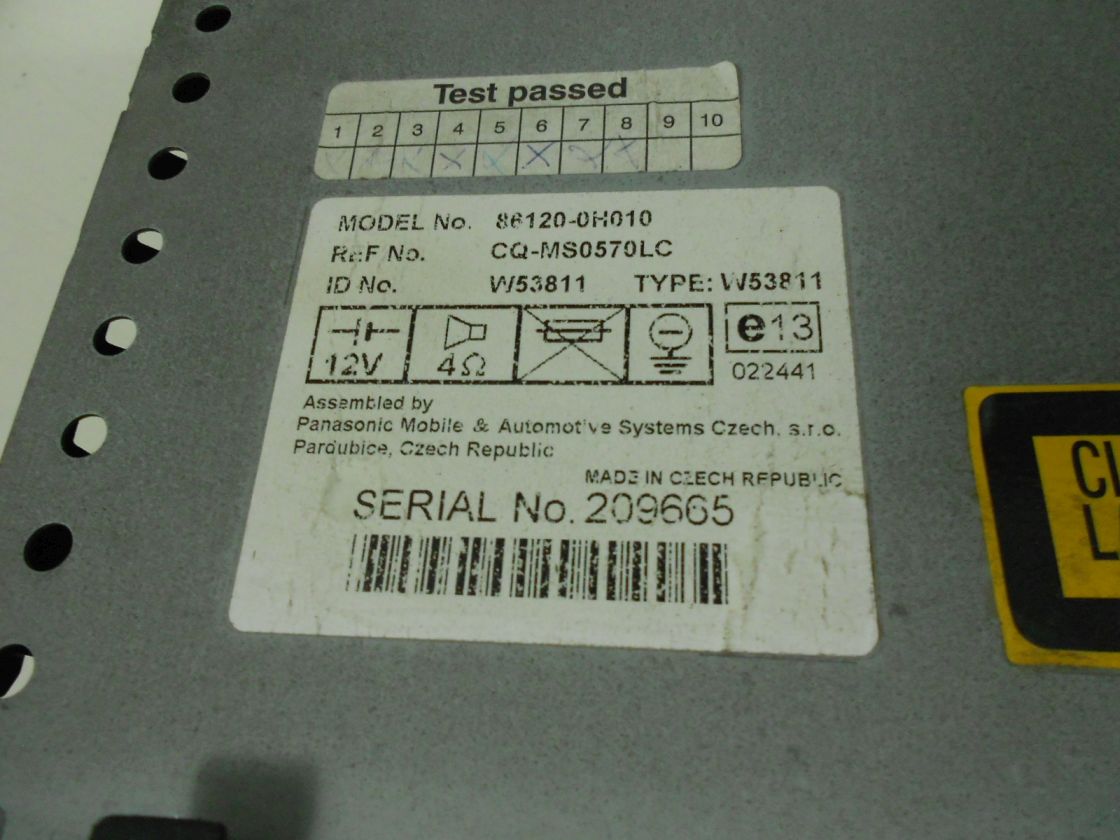 Test passed
1 2 3 4 5 6 7 8 9 10
MODEL No. 86120-0H010
REF No. CQ-MS0570LC
ID No. W53811 TYPE: W53811
12V 4Ω e13
022441
Assembled by
Panasonic Mobile & Automotive Systems Czech. s.r.o.
Pardubice, Czech Republic
MADE IN CZECH REPUBLIC
SERIAL No. 209665